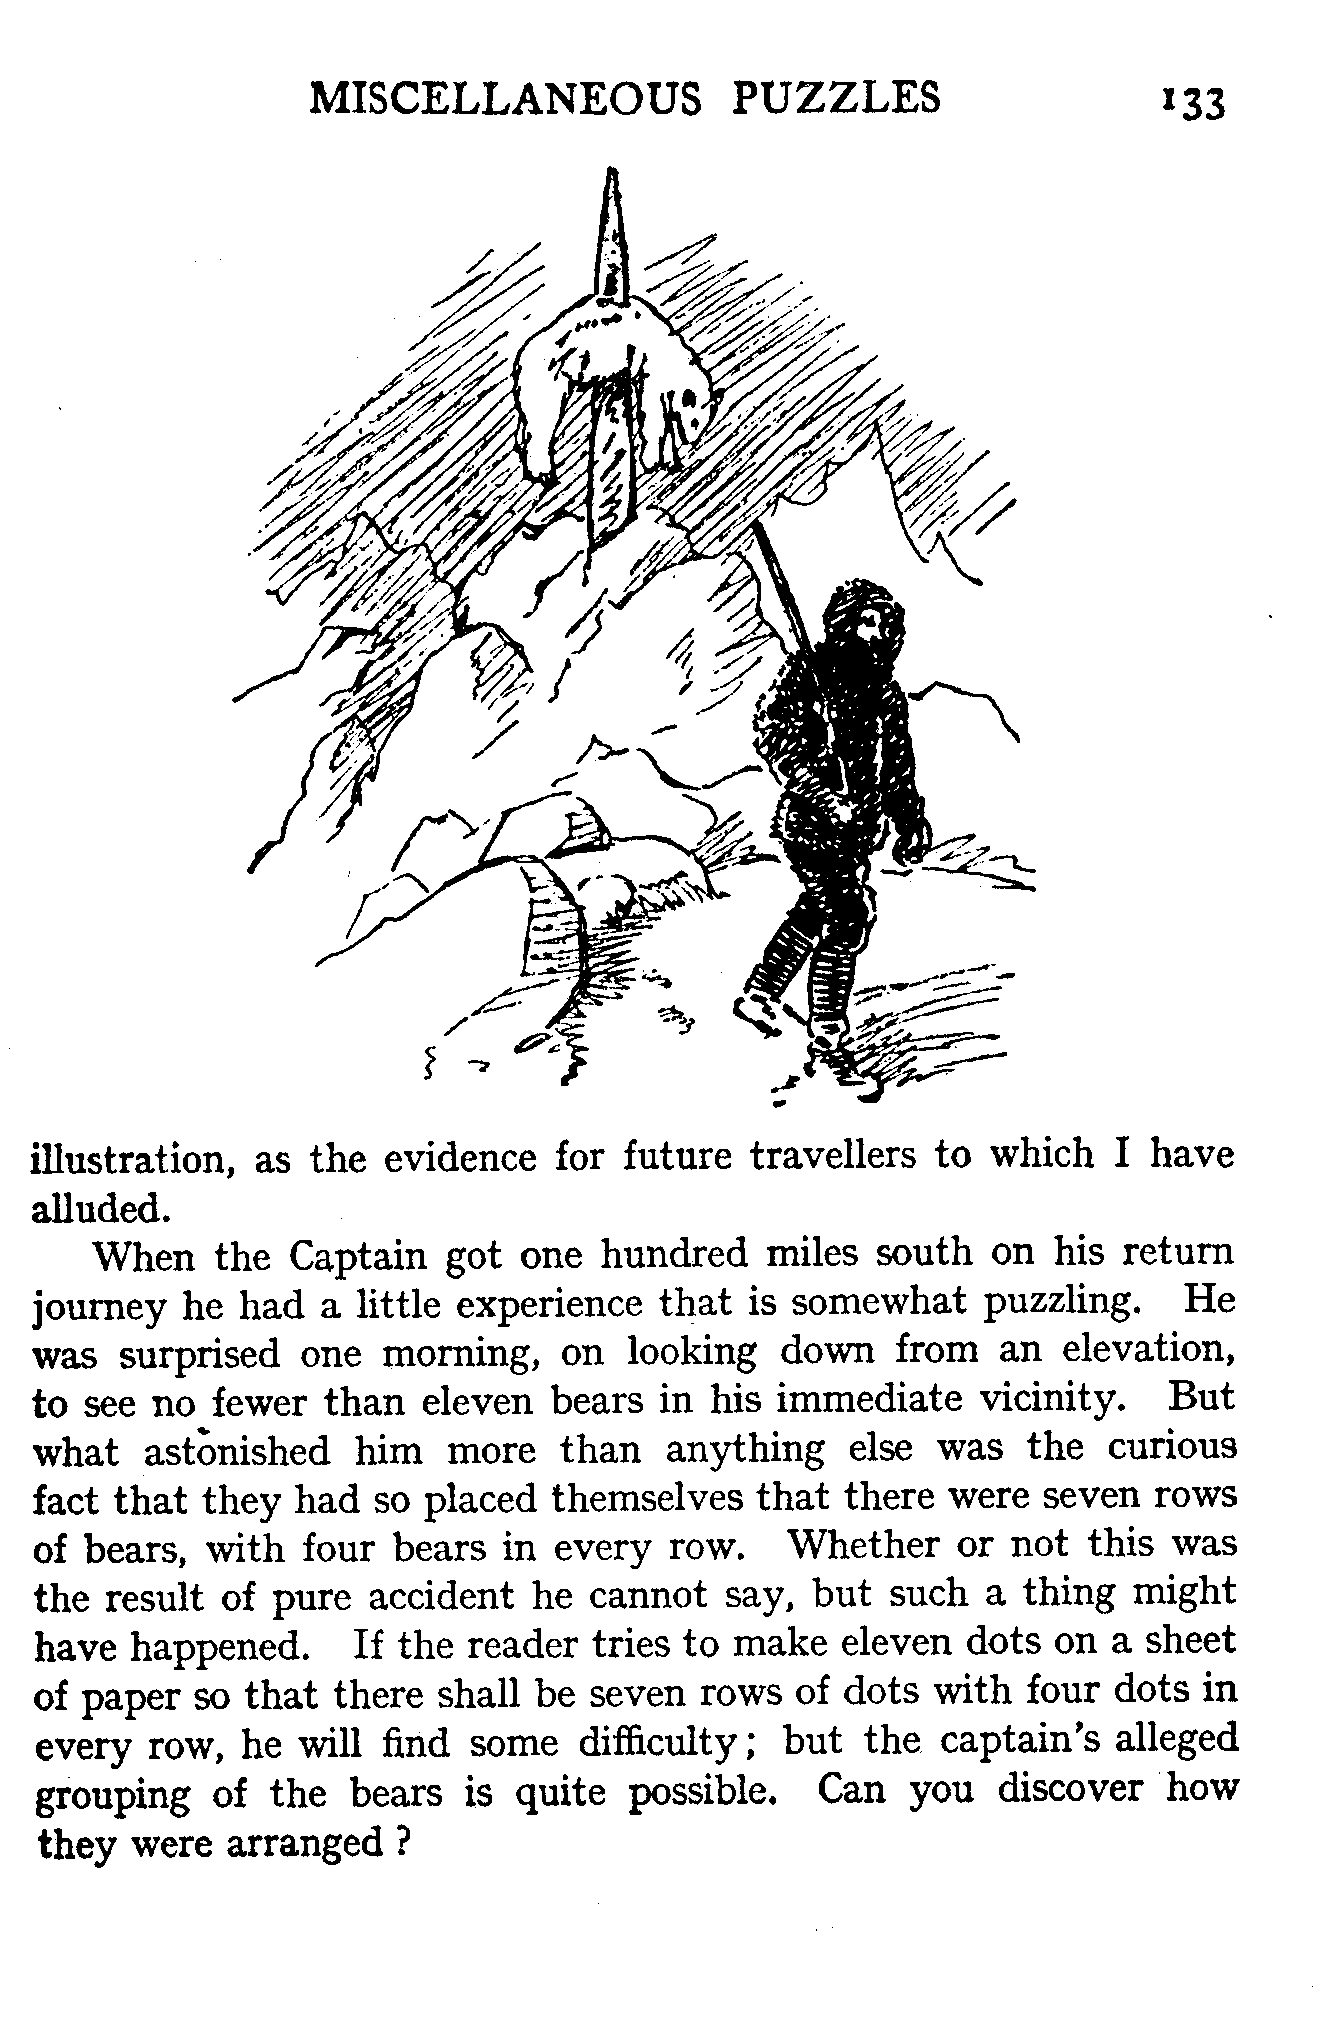 MISCELLANEOUS PUZZLES 133
illustration, as the evidence for future travellers to which I have
alluded.
When the Captain got one hundred miles south on his return
journey he had a little experience that is somewhat puzzling. He
was surprised one morning, on looking down from an elevation,
to see no fewer than eleven bears in his immediate vicinity. But
what astonished him more than anything else was the curious
fact that they had so placed themselves that there were seven rows
of bears, with four bears in every row. Whether or not this was
the result of pure accident he cannot say, but such a thing might
have happened. If the reader tries to make eleven dots on a sheet
of paper so that there shall be seven rows of dots with four dots in
every row, he will find some difficulty; but the captain's alleged
grouping of the bears is quite possible. Can you discover how
they were arranged?